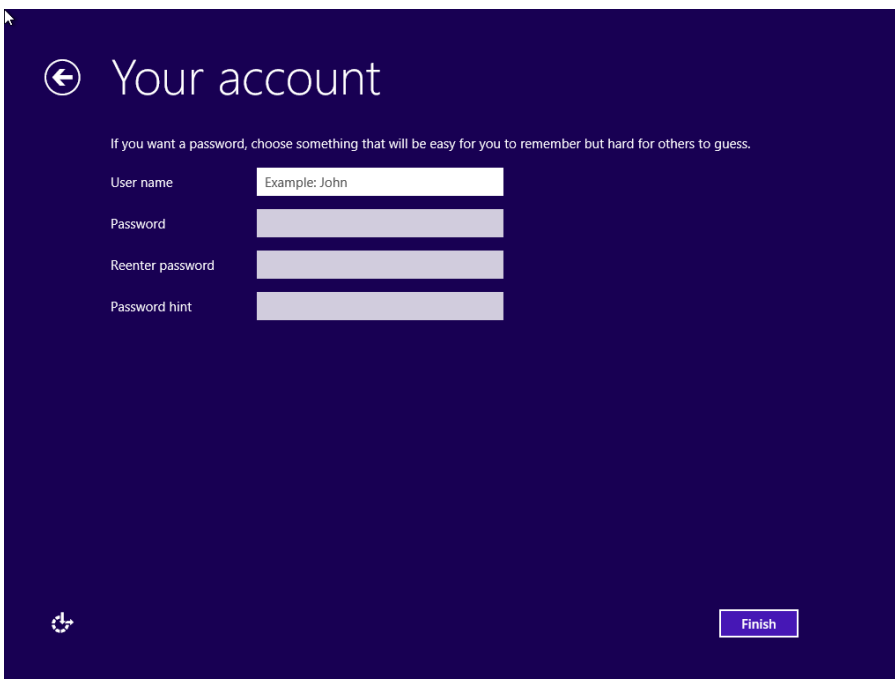 Your account
If you want a password, choose something that will be easy for you to remember but hard for others to guess.
User name Example: John
Password
Reenter password
Password hint
Finish